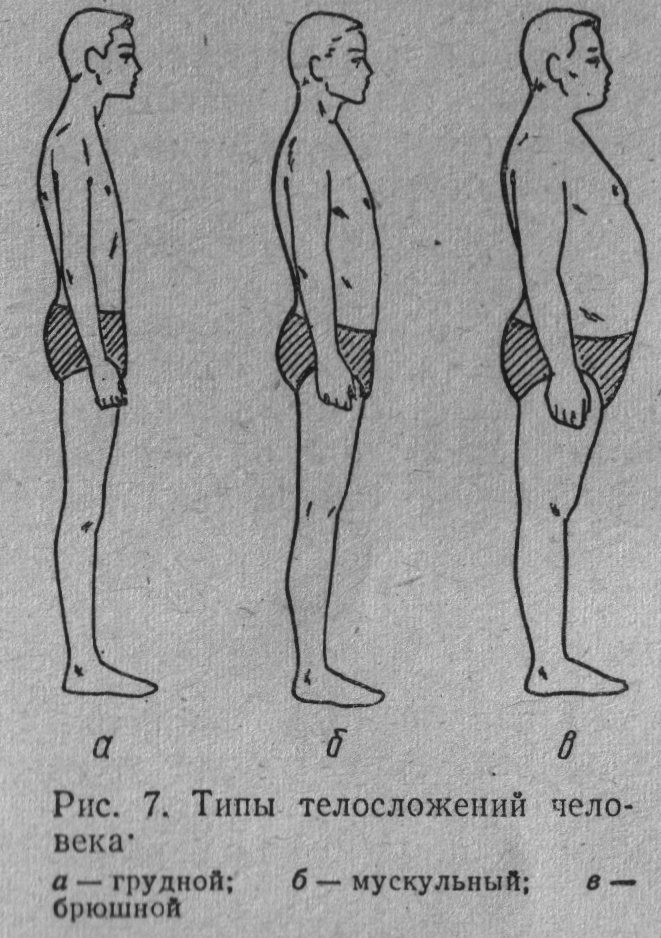 а б в
Рис. 7. Типы телосложений чело-
века·
а — грудной; б — мускульный; в —
брюшной